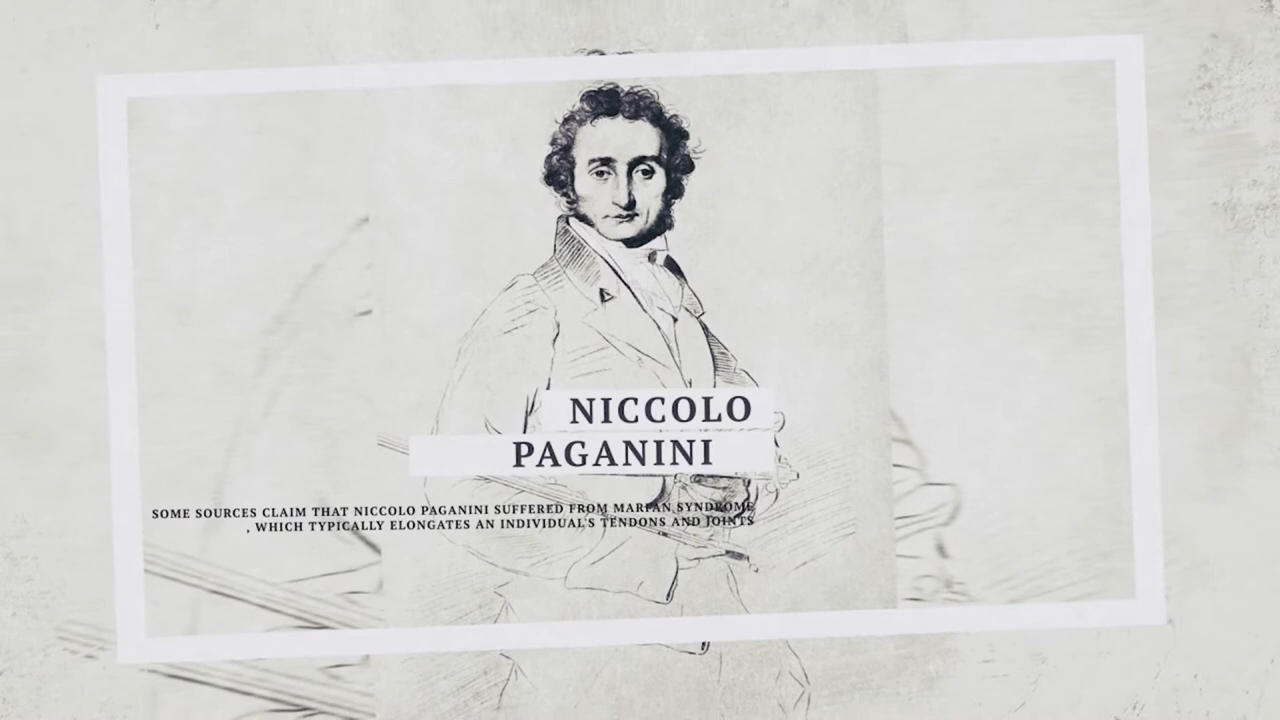 NICCOLO
PAGANINI
SOME SOURCES CLAIM THAT NICCOLO PAGANINI SUFFERED FROM MARFAN SYNDROME
, WHICH TYPICALLY ELONGATES AN INDIVIDUAL'S TENDONS AND JOINTS